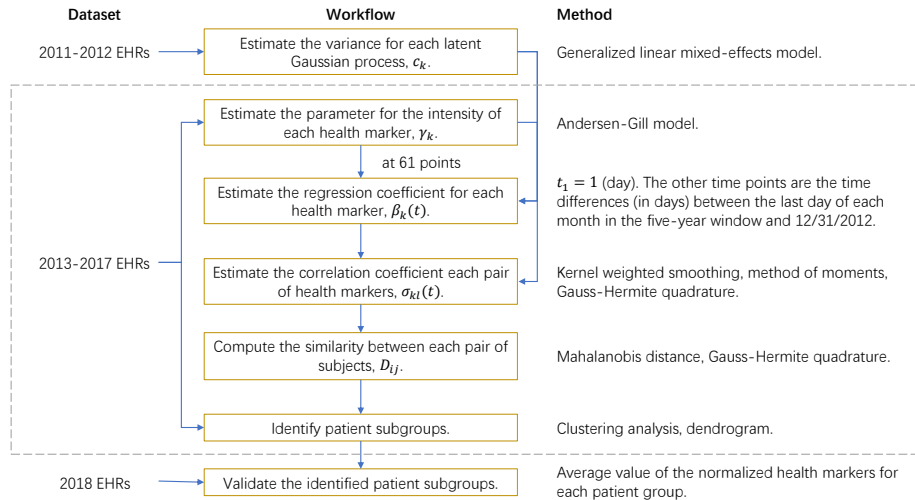 Dataset
Workflow
Method
2011-2012 EHRs
Estimate the variance for each latent
Gaussian process, c_k.
Generalized linear mixed-effects model.
Estimate the parameter for the intensity of
each health marker, γ_k.
Andersen-Gill model.
at 61 points
Estimate the regression coefficient for each
health marker, β_k(t).
t_1 = 1 (day). The other time points are the time
differences (in days) between the last day of each
month in the five-year window and 12/31/2012.
2013-2017 EHRs
Estimate the correlation coefficient each pair
of health markers, σ_kl(t).
Kernel weighted smoothing, method of moments,
Gauss-Hermite quadrature.
Compute the similarity between each pair of
subjects, D_ij.
Mahalanobis distance, Gauss-Hermite quadrature.
Identify patient subgroups.
Clustering analysis, dendrogram.
2018 EHRs
Validate the identified patient subgroups.
Average value of the normalized health markers for
each patient group.